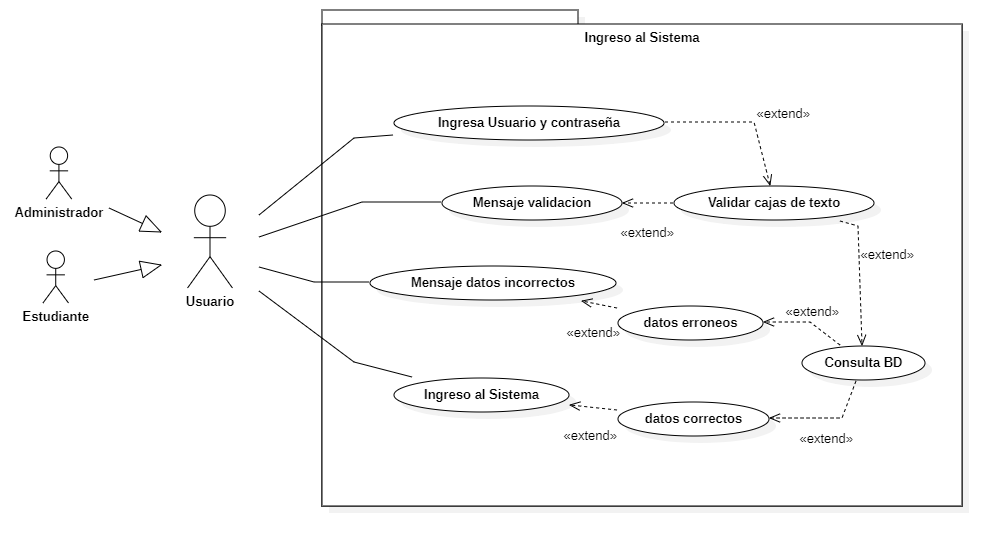 Ingreso al Sistema
Ingresa Usuario y contraseña
«extend»
Administrador
Mensaje validacion
Validar cajas de texto
«extend»
«extend»
Usuario
Estudiante
Mensaje datos incorrectos
«extend»
datos erroneos
«extend»
Consulta BD
Ingreso al Sistema
datos correctos
«extend»
«extend»